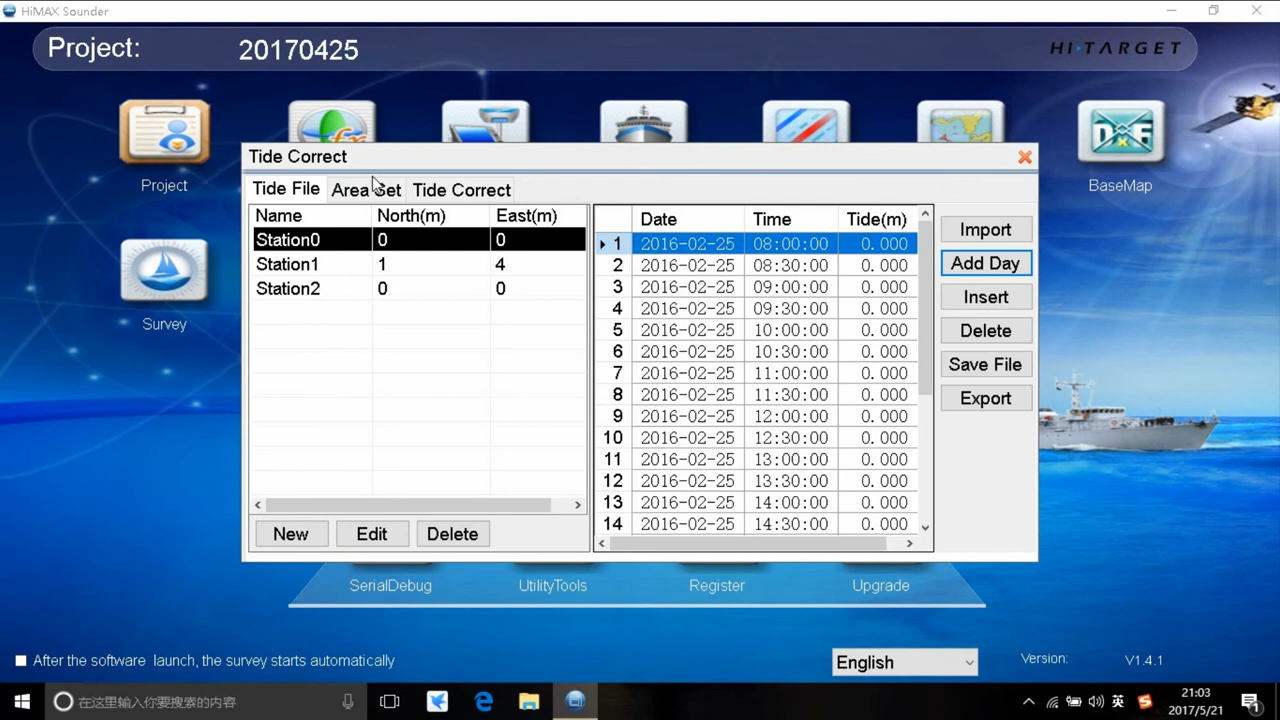 HiMAX Sounder
Project: 20170425
HI·TARGET
Project
BaseMap
Survey
Tide Correct
Tide File Area Set Tide Correct
Name North(m) East(m)
Station0 0 0
Station1 1 4
Station2 0 0
New Edit Delete
Date Time Tide(m)
1 2016-02-25 08:00:00 0.000
2 2016-02-25 08:30:00 0.000
3 2016-02-25 09:00:00 0.000
4 2016-02-25 09:30:00 0.000
5 2016-02-25 10:00:00 0.000
6 2016-02-25 10:30:00 0.000
7 2016-02-25 11:00:00 0.000
8 2016-02-25 11:30:00 0.000
9 2016-02-25 12:00:00 0.000
10 2016-02-25 12:30:00 0.000
11 2016-02-25 13:00:00 0.000
12 2016-02-25 13:30:00 0.000
13 2016-02-25 14:00:00 0.000
14 2016-02-25 14:30:00 0.000
Import
Add Day
Insert
Delete
Save File
Export
SerialDebug UtilityTools Register Upgrade
After the software launch, the survey starts automatically
English
Version: V1.4.1
在这里输入你要搜索的内容
英
21:03
2017/5/21
1
DXF